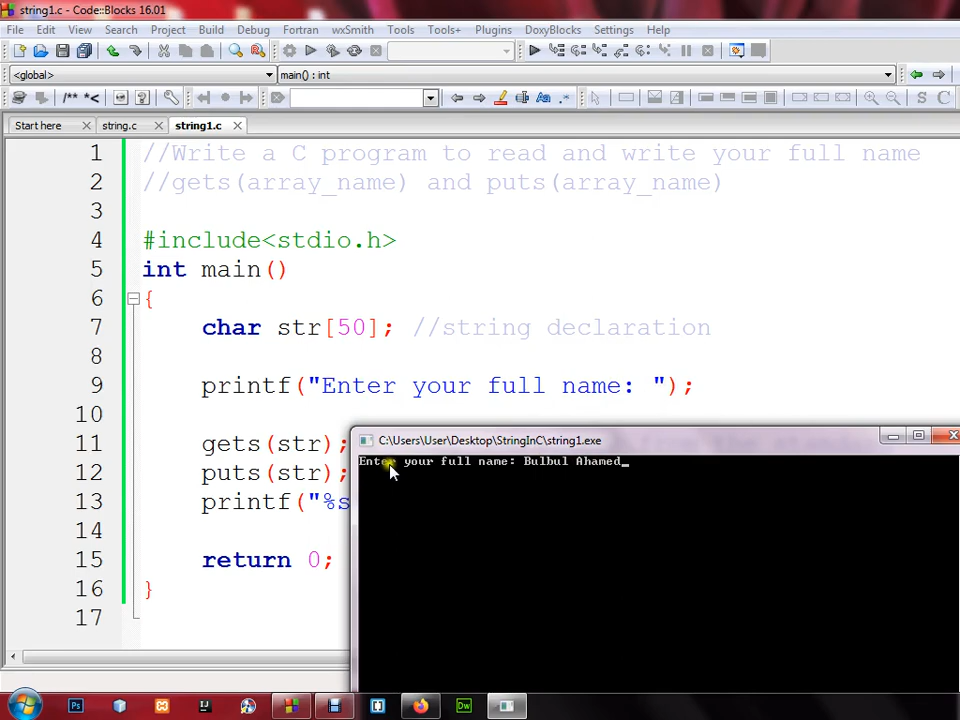 string1.c - Code::Blocks 16.01
File Edit View Search Project Build Debug Fortran wxSmith Tools Tools+ Plugins DoxyBlocks Settings Help
<global> main() : int
/** *< ? Aa .* S C
Start here string.c string1.c
1 //Write a C program to read and write your full name
2 //gets(array_name) and puts(array_name)
3
4 #include<stdio.h>
5 int main()
6 {
7 char str[50]; //string declaration
8
9 printf("Enter your full name: ");
10
11 gets(str);
12 puts(str);
13 printf("%s
14
15 return 0;
16 }
17
C:\Users\User\Desktop\StringInC\string1.exe
Enter your full name: Bulbul Ahamed_
Ps IJ Dw